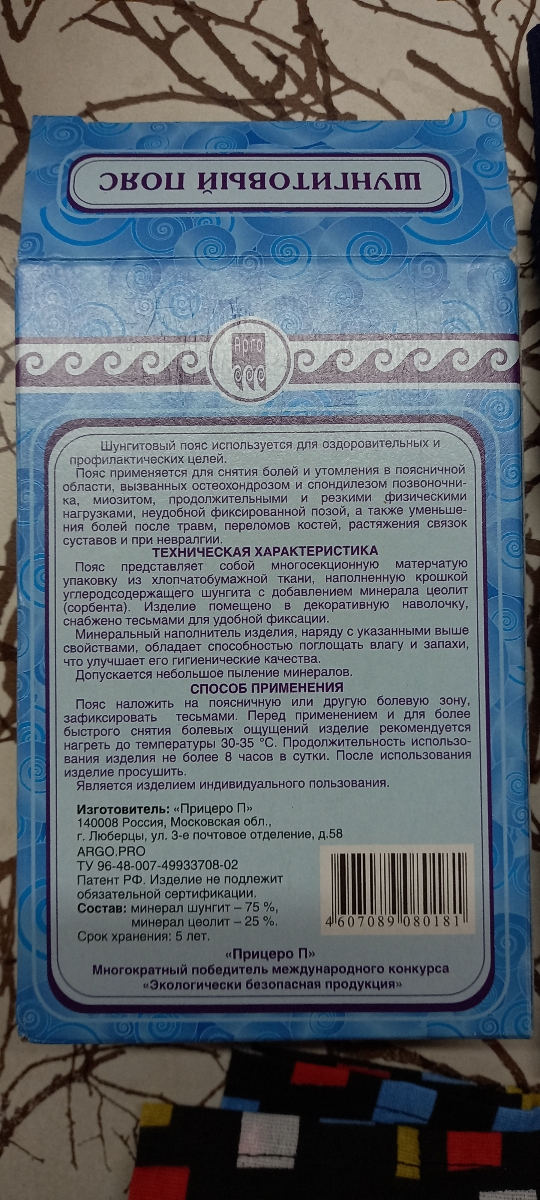 ШУНГИТОВЫЙ ПОЯС
Арго
Шунгитовый пояс используется для оздоровительных и
профилактических целей.
Пояс применяется для снятия болей и утомления в поясничной
области, вызванных остеохондрозом и спондилезом позвоночни-
ка, миозитом, продолжительными и резкими физическими
нагрузками, неудобной фиксированной позой, а также уменьше-
ния болей после травм, переломов костей, растяжения связок
суставов и при невралгии.
ТЕХНИЧЕСКАЯ ХАРАКТЕРИСТИКА
Пояс представляет собой многосекционную матерчатую
упаковку из хлопчатобумажной ткани, наполненную крошкой
углеродсодержащего шунгита с добавлением минерала цеолит
(сорбента). Изделие помещено в декоративную наволочку,
снабжено тесьмами для удобной фиксации.
Минеральный наполнитель изделия, наряду с указанными выше
свойствами, обладает способностью поглощать влагу и запахи,
что улучшает его гигиенические качества.
Допускается небольшое пыление минералов.
СПОСОБ ПРИМЕНЕНИЯ
Пояс наложить на поясничную или другую болевую зону,
зафиксировать тесьмами. Перед применением и для более
быстрого снятия болевых ощущений изделие рекомендуется
нагреть до температуры 30-35 °С. Продолжительность использо-
вания изделия не более 8 часов в сутки. После использования
изделие просушить.
Является изделием индивидуального пользования.
Изготовитель: «Прицеро П»
140008 Россия, Московская обл.,
г. Люберцы, ул. 3-е почтовое отделение, д.58
ARGO.PRO
ТУ 96-48-007-49933708-02
Патент РФ. Изделие не подлежит
обязательной сертификации.
Состав: минерал шунгит – 75 %,
минерал цеолит – 25 %.
Срок хранения: 5 лет.
4 607089 080181
«Прицеро П»
Многократный победитель международного конкурса
«Экологически безопасная продукция»